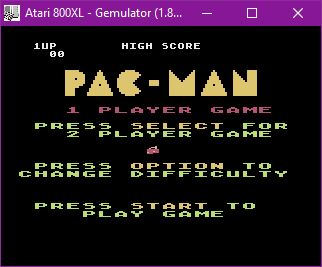 Atari 800XL - Gemulator (1.8...
1UP HIGH SCORE
00
PAC-MAN
1 PLAYER GAME
PRESS SELECT FOR
2 PLAYER GAME
PRESS OPTION TO
CHANGE DIFFICULTY
PRESS START TO
PLAY GAME